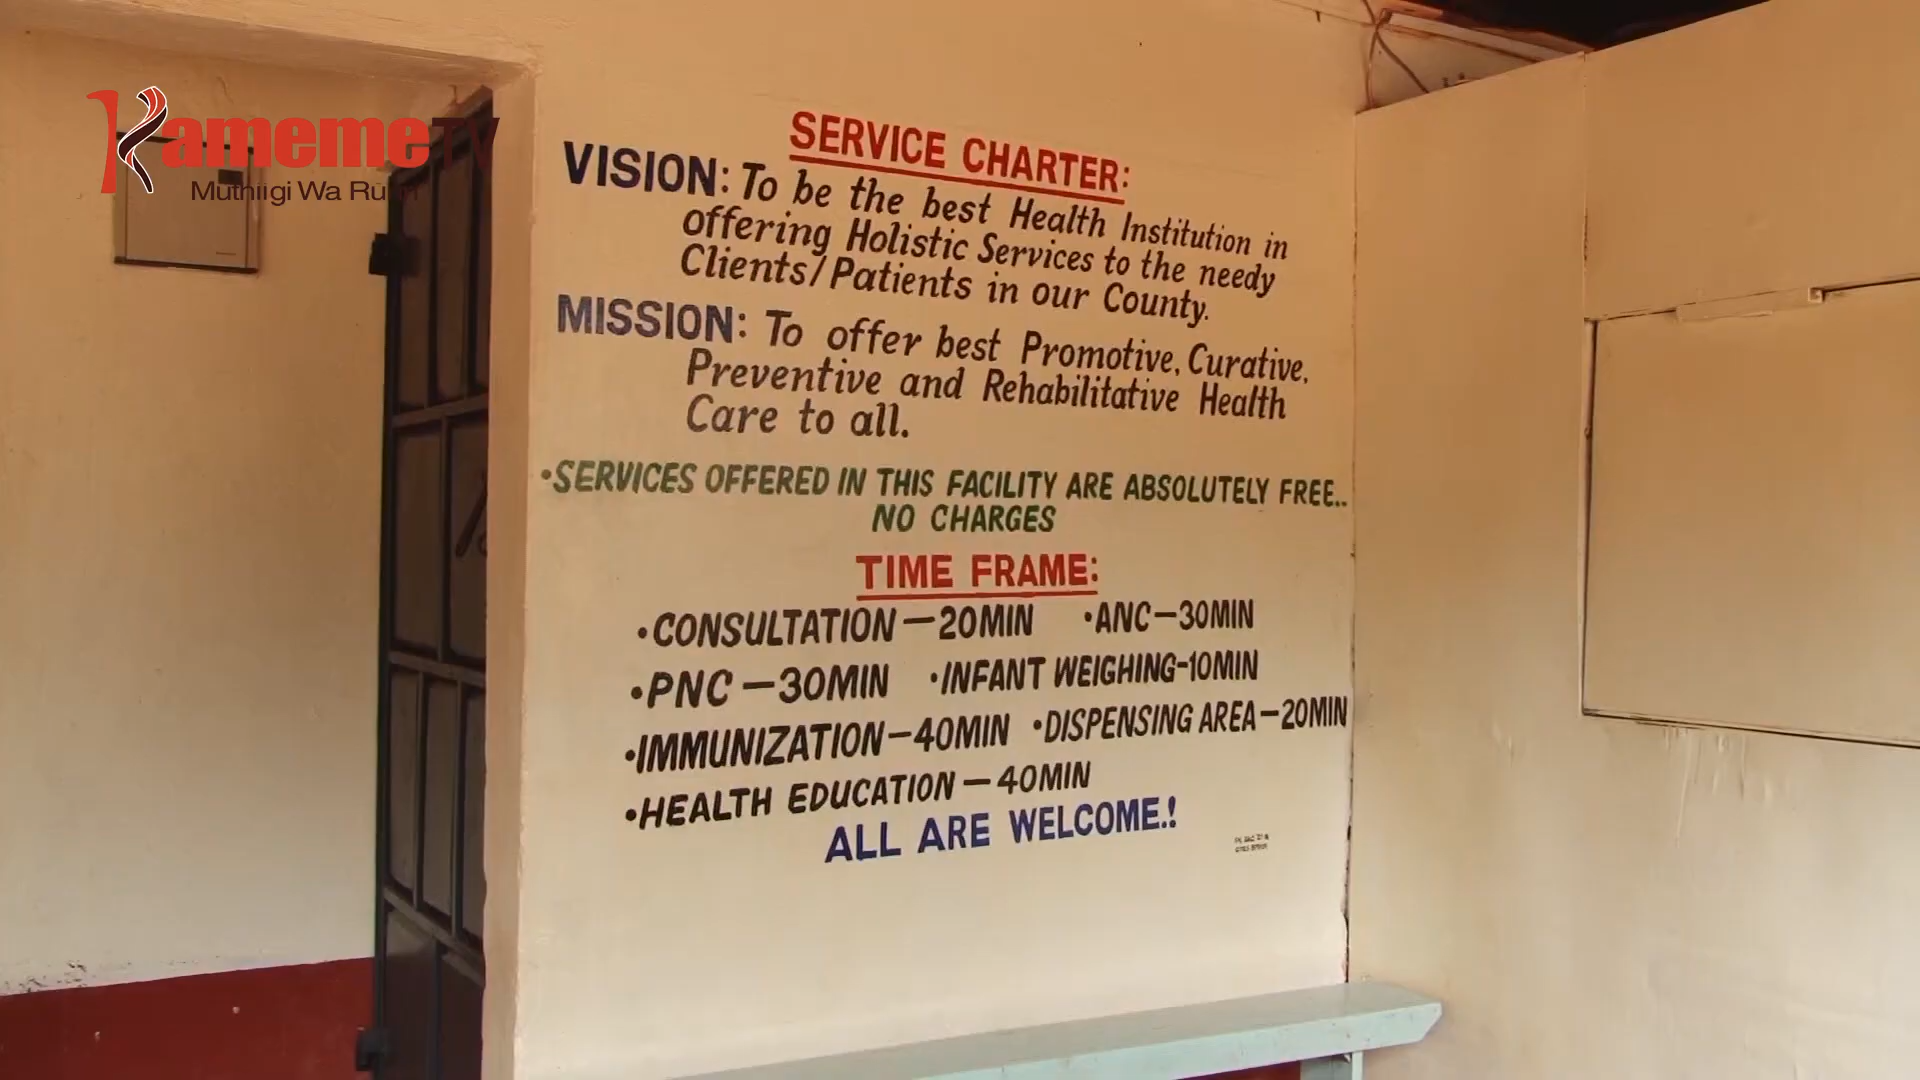 Kameme TV
Muthiigi Wa
SERVICE CHARTER:
VISION: To be the best Health Institution in
offering Holistic Services to the needy
Clients/Patients in our County.
MISSION: To offer best Promotive, Curative,
Preventive and Rehabilitative Health
Care to all.
•SERVICES OFFERED IN THIS FACILITY ARE ABSOLUTELY FREE..
NO CHARGES
TIME FRAME:
•CONSULTATION—20MIN •ANC—30MIN
•PNC—30MIN •INFANT WEIGHING-10MIN
•IMMUNIZATION—40MIN •DISPENSING AREA—20MIN
•HEALTH EDUCATION—40MIN
ALL ARE WELCOME.!